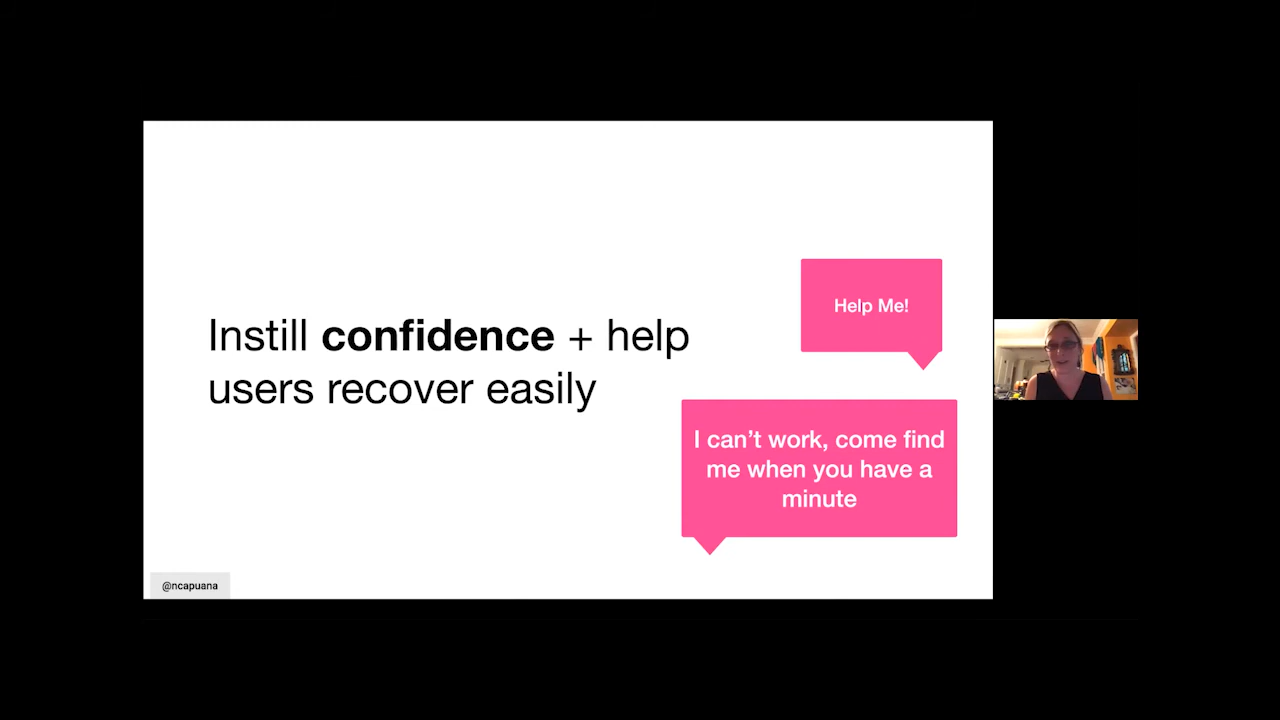 Instill confidence + help
users recover easily
Help Me!
I can’t work, come find
me when you have a
minute
@ncapuana